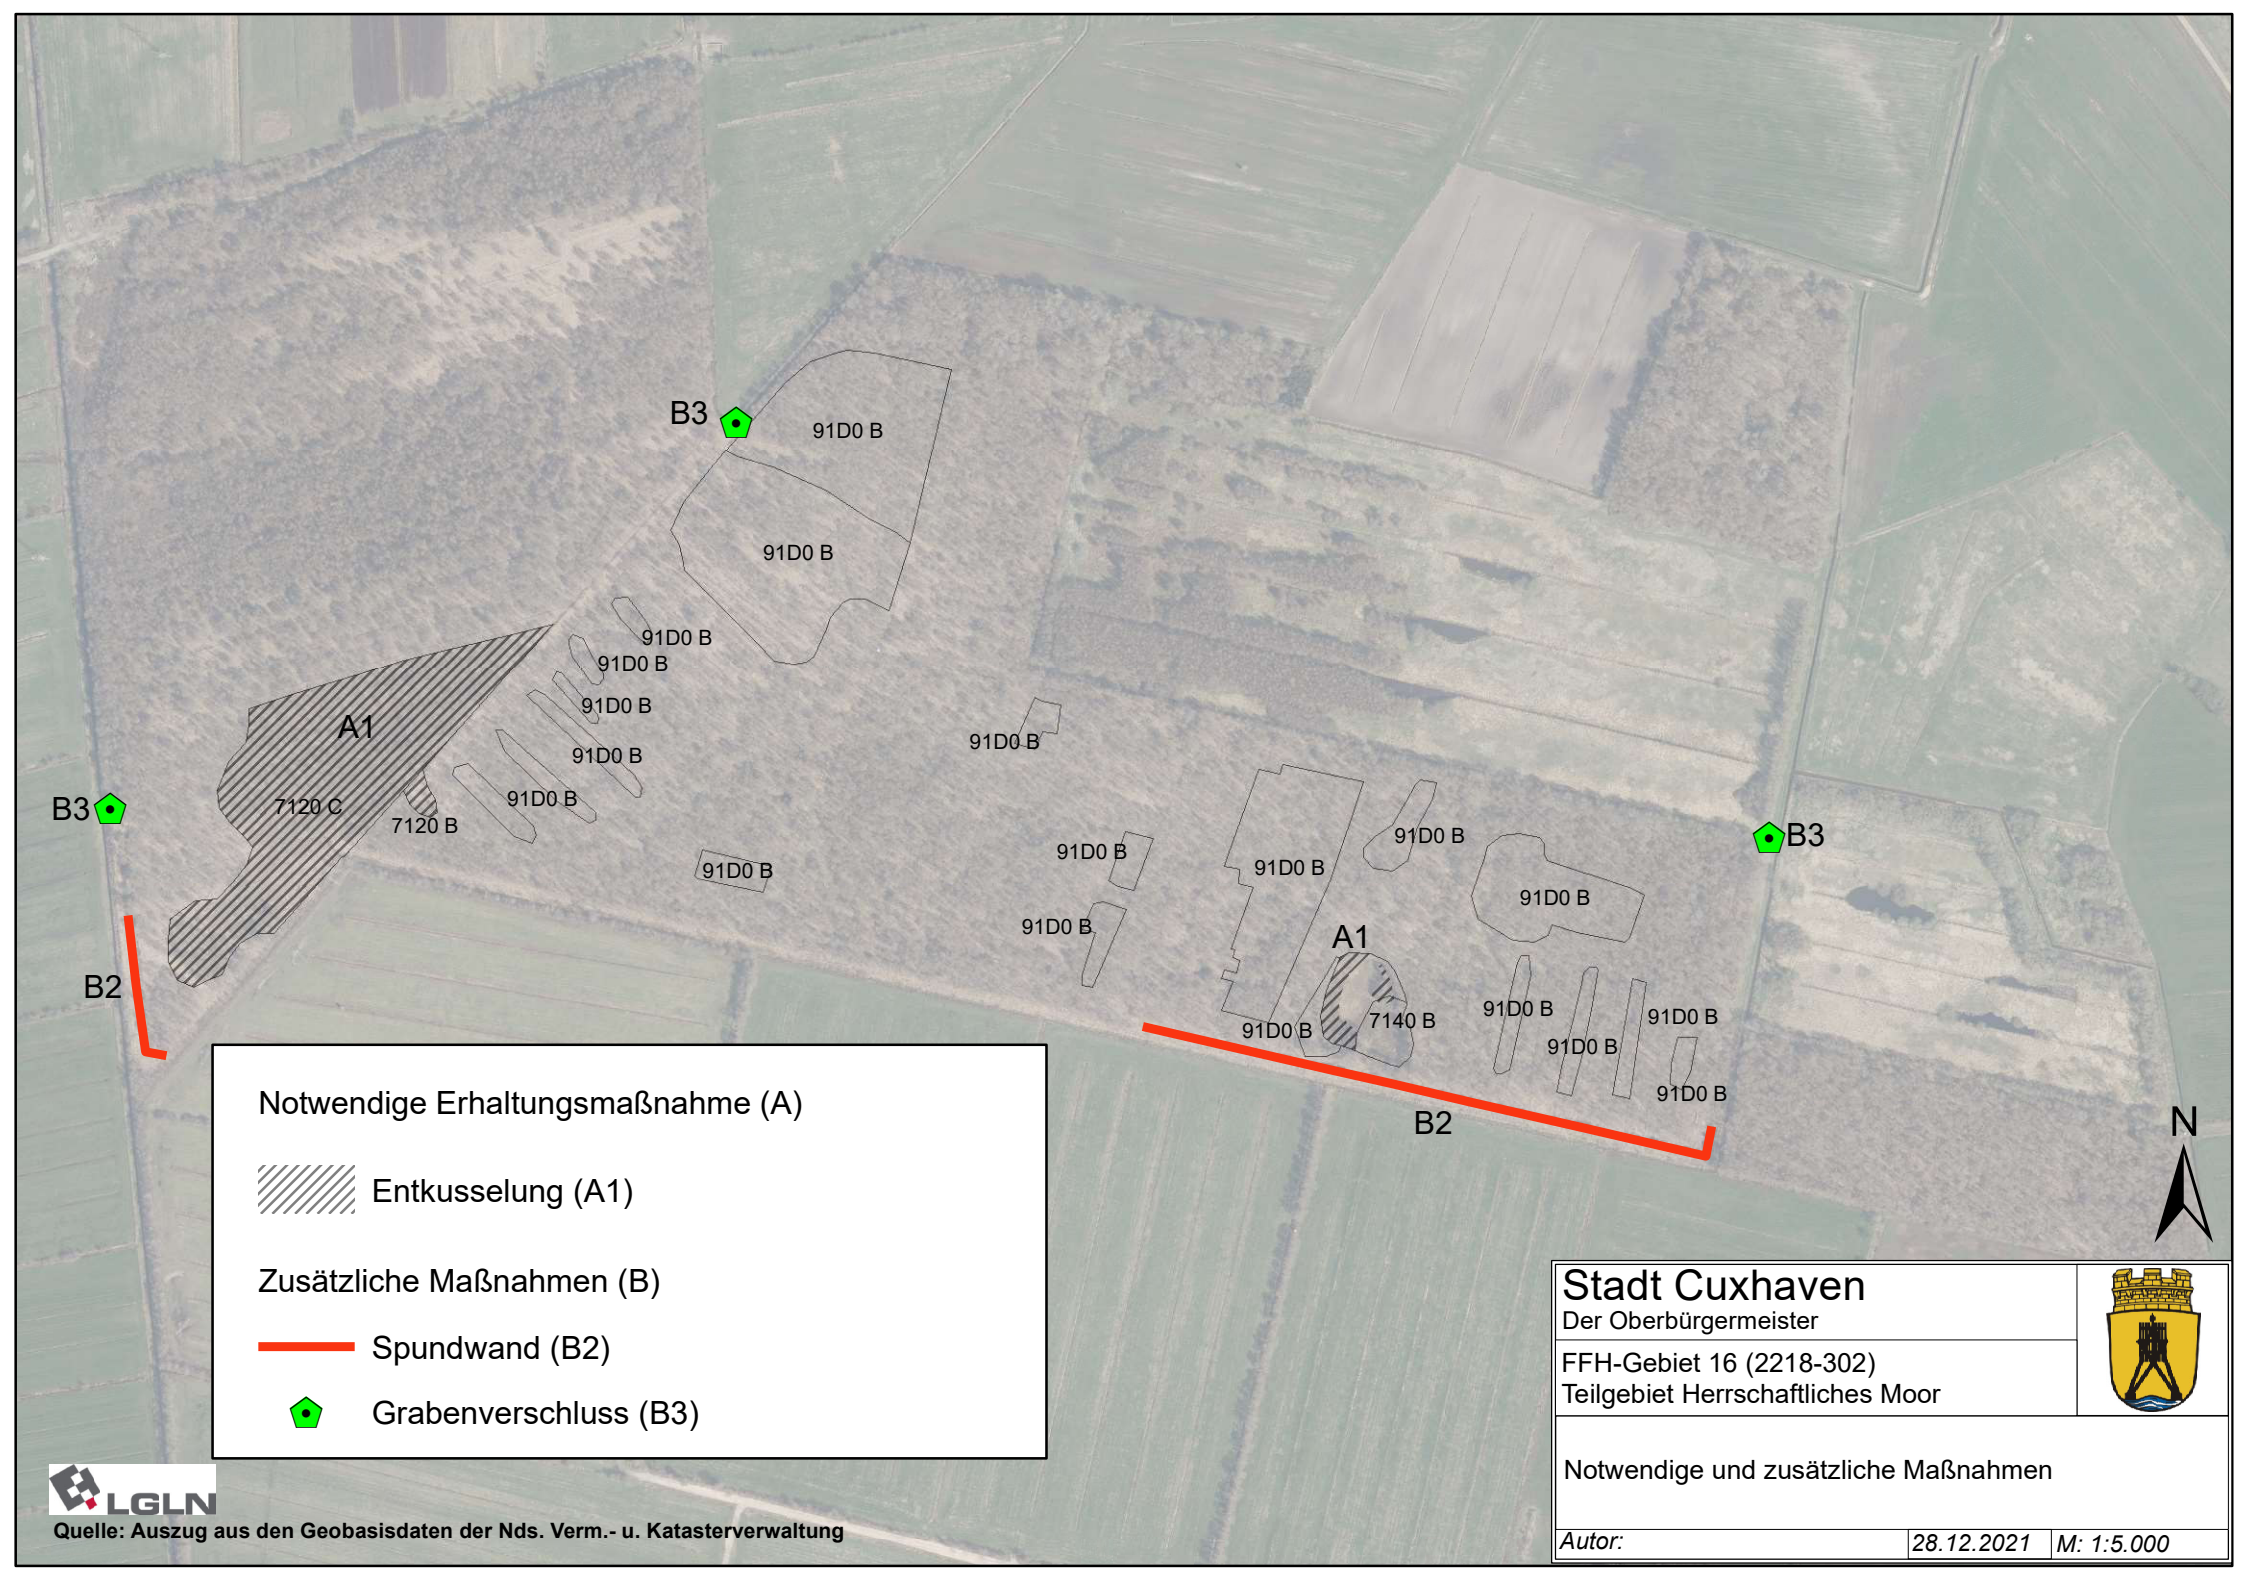 B3
91D0 B
91D0 B
91D0 B
91D0 B
91D0 B
A1
91D0 B
91D0 B
91D0 B
7120 C
B3
7120 B
91D0 B
91D0 B
91D0 B
91D0 B
91D0 B
B3
91D0 B
91D0 B
A1
B2
91D0 B
7140 B
91D0 B
91D0 B
91D0 B
91D0 B
B2
N
Notwendige Erhaltungsmaßnahme (A)
Entkusselung (A1)
Zusätzliche Maßnahmen (B)
Spundwand (B2)
Grabenverschluss (B3)
LGLN
Quelle: Auszug aus den Geobasisdaten der Nds. Verm.- u. Katasterverwaltung
Stadt Cuxhaven
Der Oberbürgermeister
FFH-Gebiet 16 (2218-302)
Teilgebiet Herrschaftliches Moor
Notwendige und zusätzliche Maßnahmen
Autor:
28.12.2021
M: 1:5.000